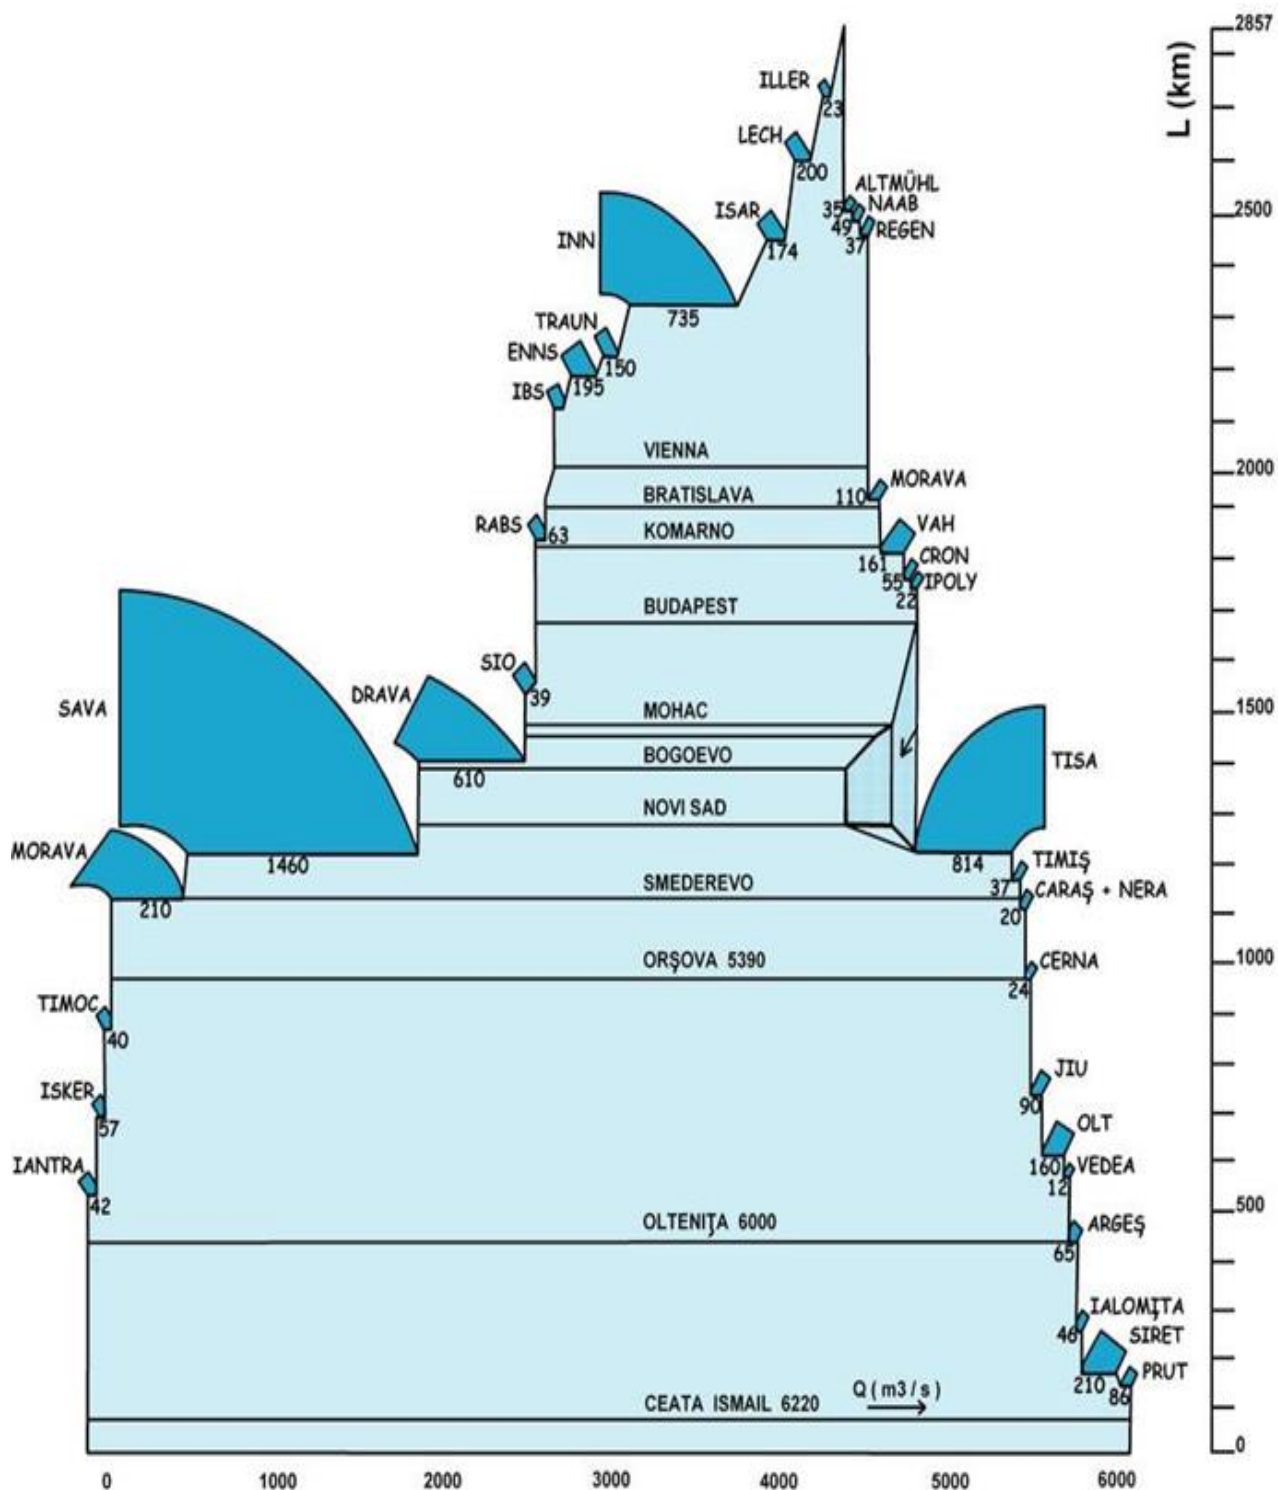 2857
L (km)
ILLER
23
LECH
200
ALTMÜHL
35
NAAB
ISAR
2500
49
REGEN
37
INN
174
735
TRAUN
ENNS
150
195
IBS
VIENNA
2000
MORAVA
BRATISLAVA
110
RABS
63
KOMARNO
VAH
CRON
161
55
IPOLY
22
BUDAPEST
SIO
39
DRAVA
SAVA
MOHAC
1500
BOGOEVO
TISA
610
NOVI SAD
MORAVA
1460
814
TIMIŞ
SMEDEREVO
37
CARAŞ + NERA
210
20
ORŞOVA 5390
CERNA
1000
24
TIMOC
40
JIU
ISKER
90
57
OLT
IANTRA
160
VEDEA
12
42
500
OLTENIŢA 6000
ARGEŞ
65
IALOMIŢA
46
SIRET
PRUT
210
86
Q ( m3 / s )
CEATA ISMAIL 6220
0
0 1000 2000 3000 4000 5000 6000